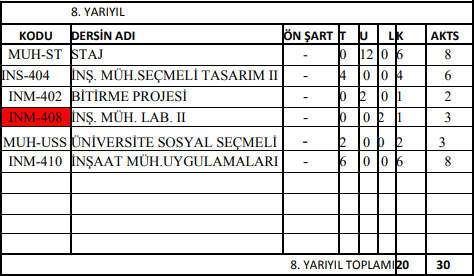 8. YARIYIL
KODU DERSİN ADI ÖN ŞART T U L K AKTS
MUH-ST STAJ - 0 12 0 6 8
INS-404 İNŞ. MÜH.SEÇMELİ TASARIM II - 4 0 0 4 6
INM-402 BİTİRME PROJESİ - 0 2 0 1 2
INM-408 İNŞ. MÜH. LAB. II - 0 0 2 1 3
MUH-USS ÜNİVERSİTE SOSYAL SEÇMELİ - 2 0 0 2 3
INM-410 İNŞAAT MÜH.UYGULAMALARI - 6 0 0 6 8
8. YARIYIL TOPLAMI 20 30